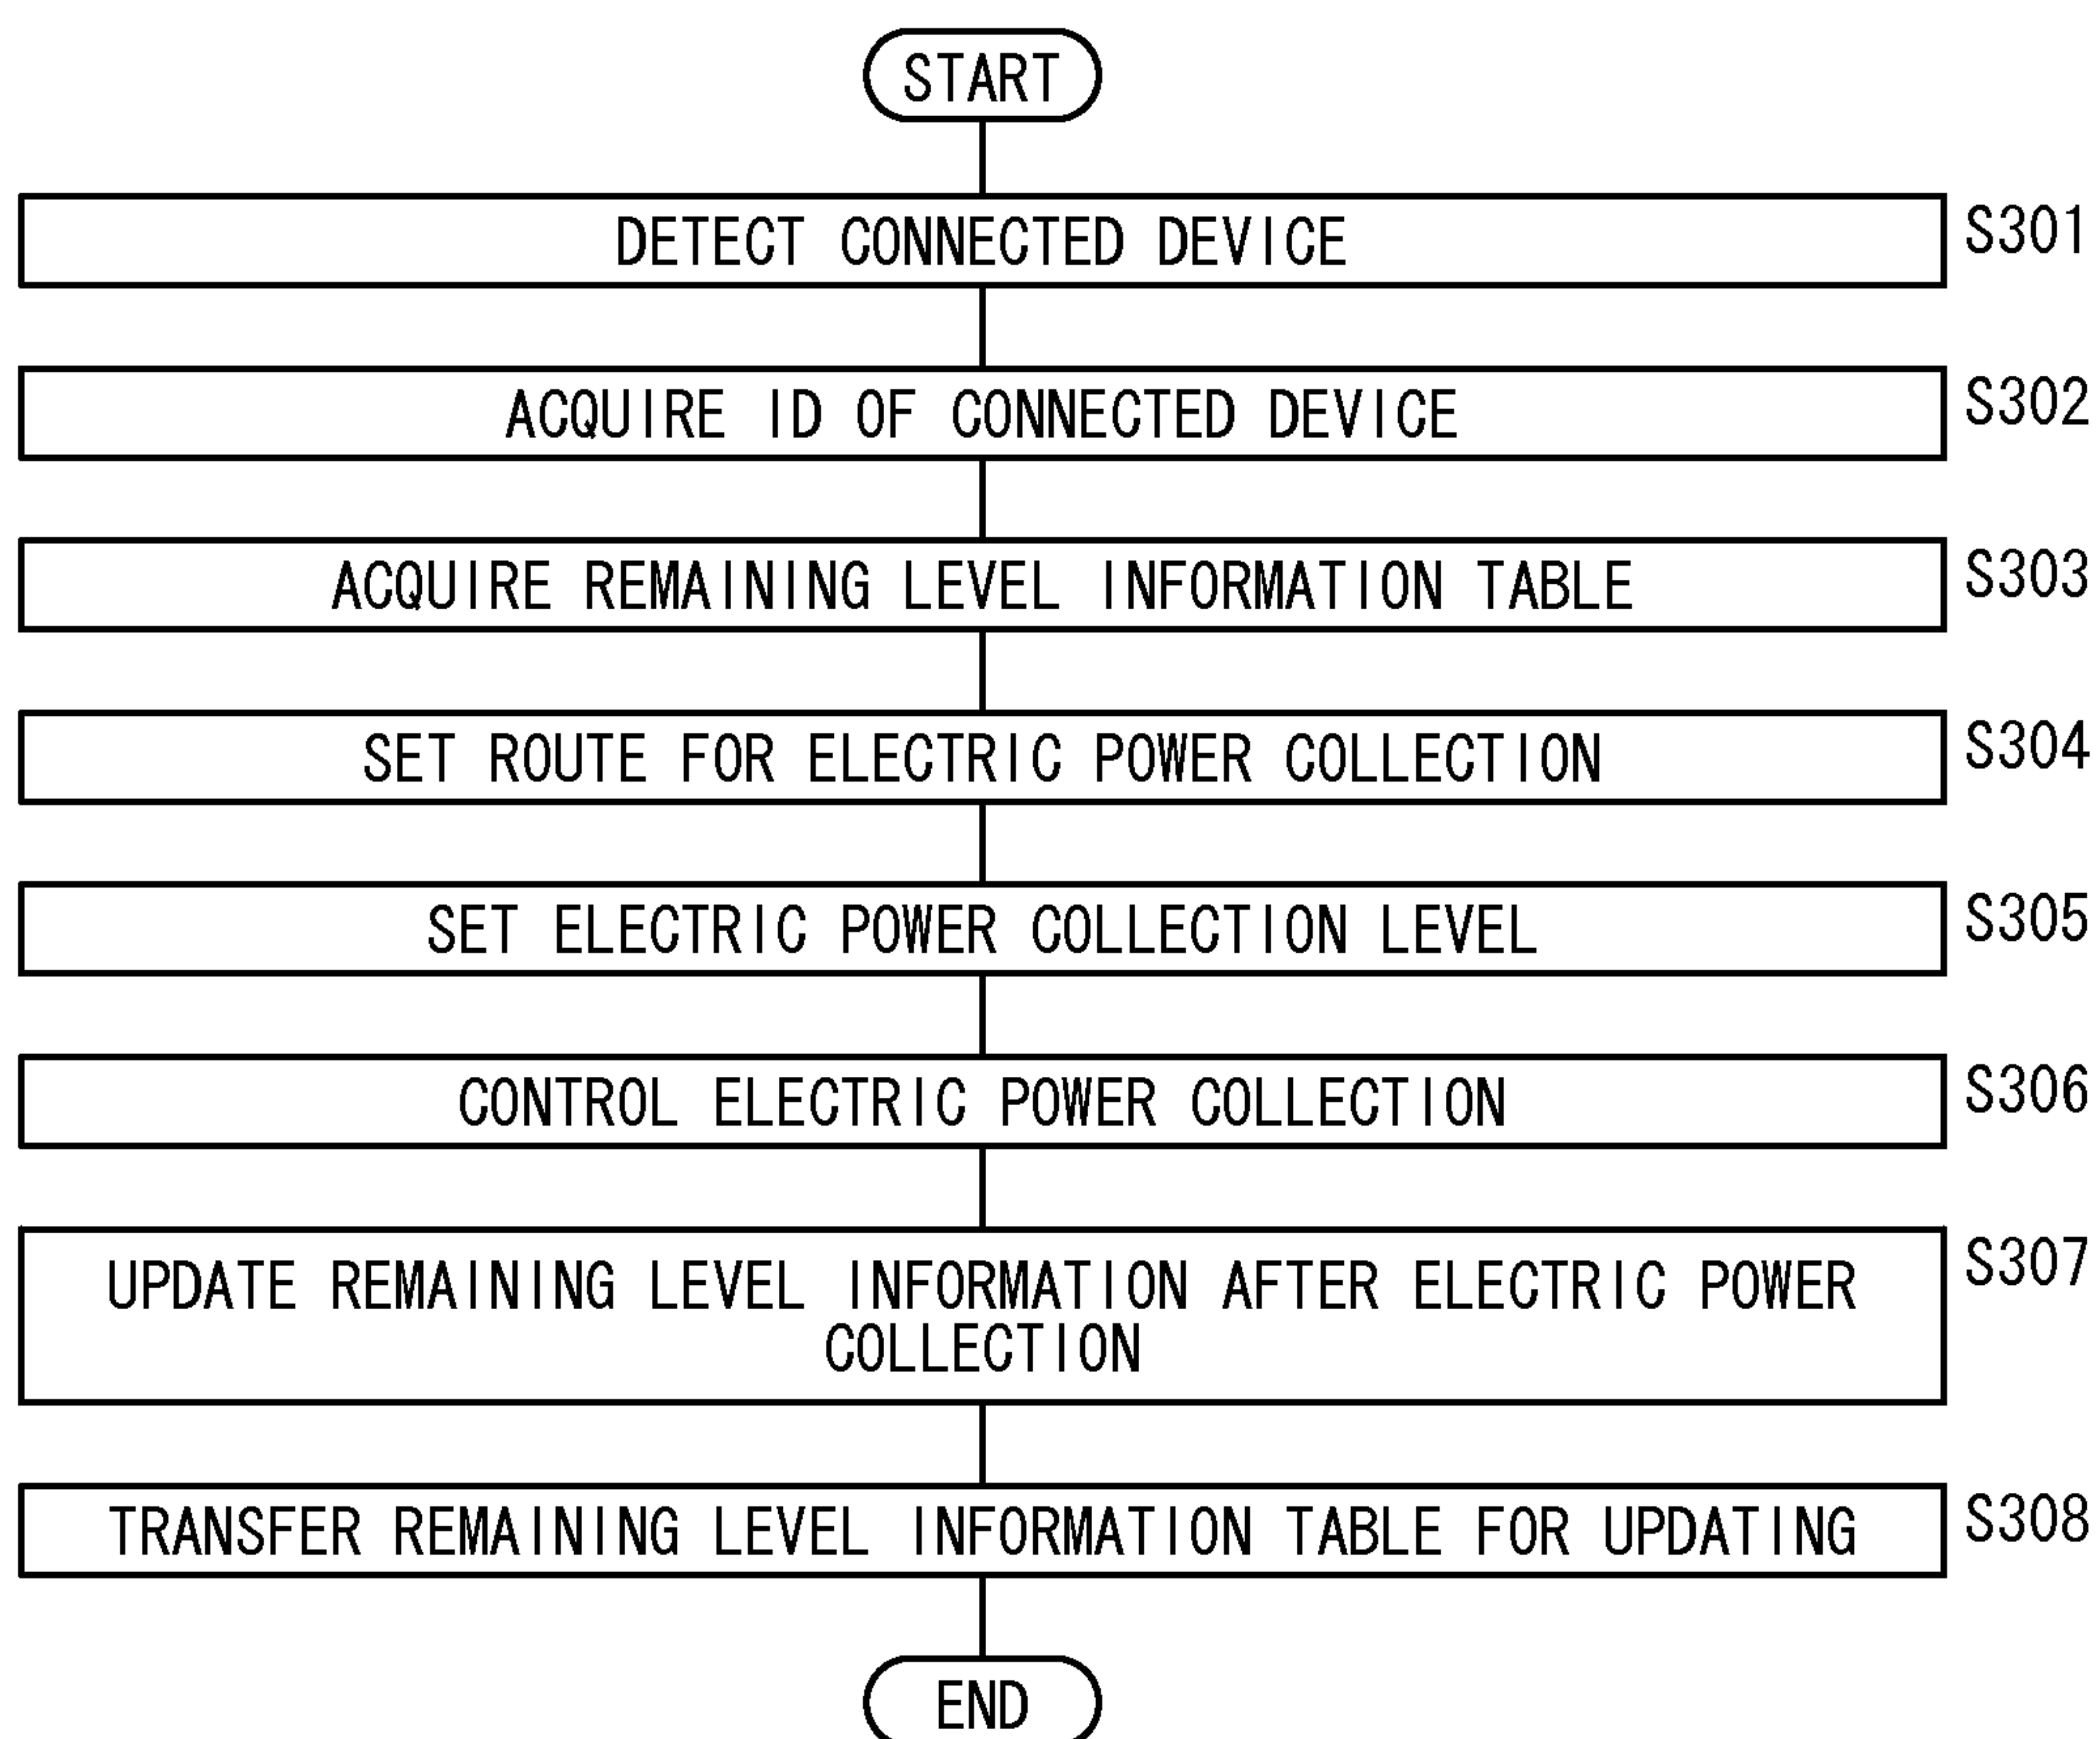 START
DETECT CONNECTED DEVICE S301
ACQUIRE ID OF CONNECTED DEVICE S302
ACQUIRE REMAINING LEVEL INFORMATION TABLE S303
SET ROUTE FOR ELECTRIC POWER COLLECTION S304
SET ELECTRIC POWER COLLECTION LEVEL S305
CONTROL ELECTRIC POWER COLLECTION S306
UPDATE REMAINING LEVEL INFORMATION AFTER ELECTRIC POWER S307
COLLECTION
TRANSFER REMAINING LEVEL INFORMATION TABLE FOR UPDATING S308
END